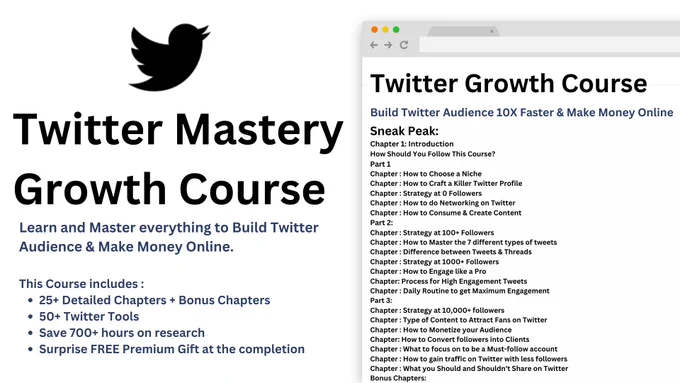 Twitter Mastery
Growth Course
Learn and Master everything to Build Twitter
Audience & Make Money Online.
This Course includes :
• 25+ Detailed Chapters + Bonus Chapters
• 50+ Twitter Tools
• Save 700+ hours on research
• Surprise FREE Premium Gift at the completion
Twitter Growth Course
Build Twitter Audience 10X Faster & Make Money Online
Sneak Peak:
Chapter 1: Introduction
How Should You Follow This Course?
Part 1
Chapter : How to Choose a Niche
Chapter : How to Craft a Killer Twitter Profile
Chapter : Strategy at 0 Followers
Chapter : How to do Networking on Twitter
Chapter : How to Consume & Create Content
Part 2:
Chapter : Strategy at 100+ Followers
Chapter : How to Master the 7 different types of tweets
Chapter : Difference between Tweets & Threads
Chapter : Strategy at 1000+ Followers
Chapter : How to Engage like a Pro
Chapter: Process for High Engagement Tweets
Chapter : Daily Routine to get Maximum Engagement
Part 3:
Chapter : Strategy at 10,000+ followers
Chapter : Type of Content to Attract Fans on Twitter
Chapter : How to Monetize your Audience
Chapter: How to Convert followers into Clients
Chapter : What to focus on to be a Must-follow account
Chapter : How to gain traffic on Twitter with less followers
Chapter : What you Should and Shouldn't Share on Twitter
Bonus Chapters: